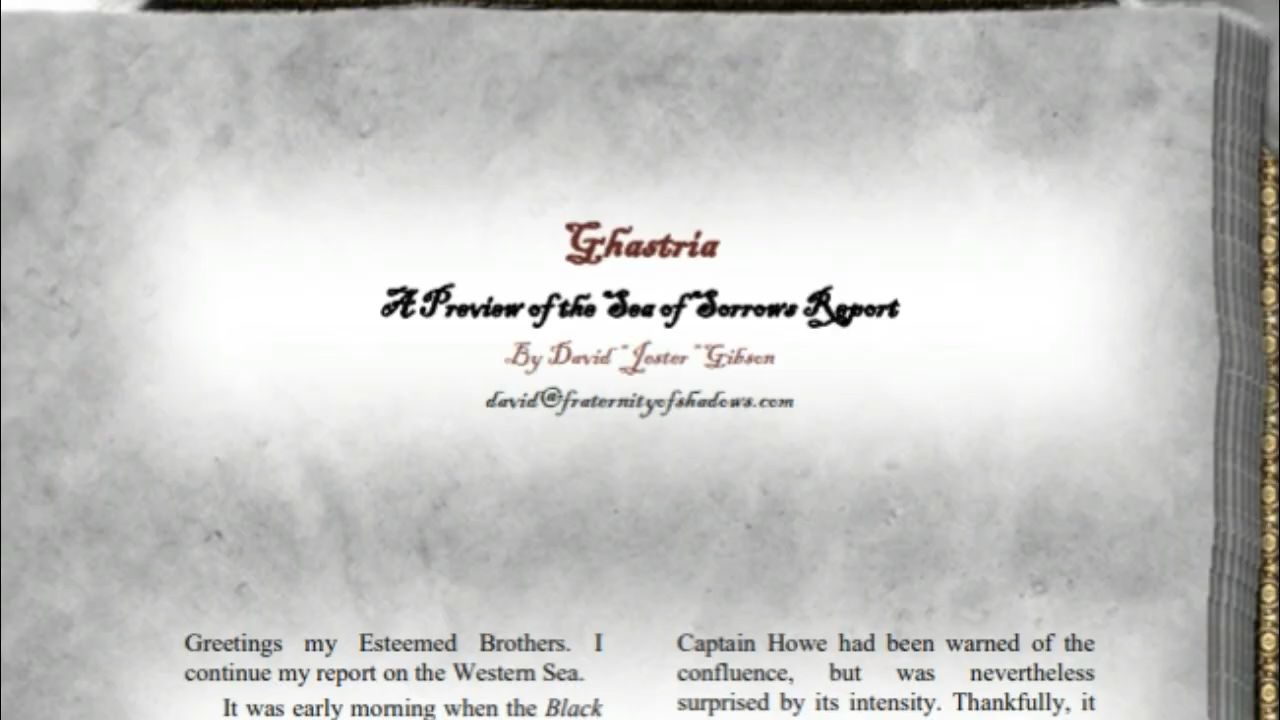 Ghastria
A Preview of the Sea of Sorrows Report
By David "Jester" Gibson
david@fraternityofshadows.com
Greetings my Esteemed Brothers. I
continue my report on the Western Sea.
It was early morning when the Black
Captain Howe had been warned of the
confluence, but was nevertheless
surprised by its intensity. Thankfully, it